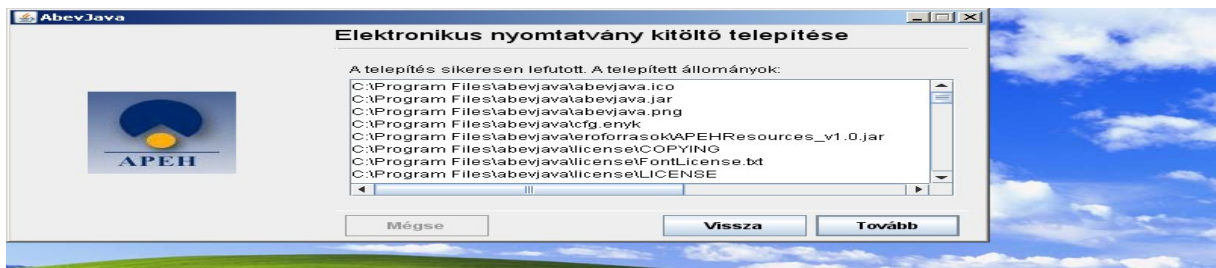 AbevJava
Elektronikus nyomtatvány kitöltő telepítése
A telepítés sikeresen lefutott. A telepített állományok:
C:\Program Files\abevjava\abevjava.ico
C:\Program Files\abevjava\abevjava.jar
C:\Program Files\abevjava\abevjava.png
C:\Program Files\abevjava\cfg.enyk
C:\Program Files\abevjava\eroforrasok\APEHResources_v1.0.jar
C:\Program Files\abevjava\license\COPYING
C:\Program Files\abevjava\license\FontLicense.txt
C:\Program Files\abevjava\license\LICENSE
APEH
Mégse
Vissza
Tovább